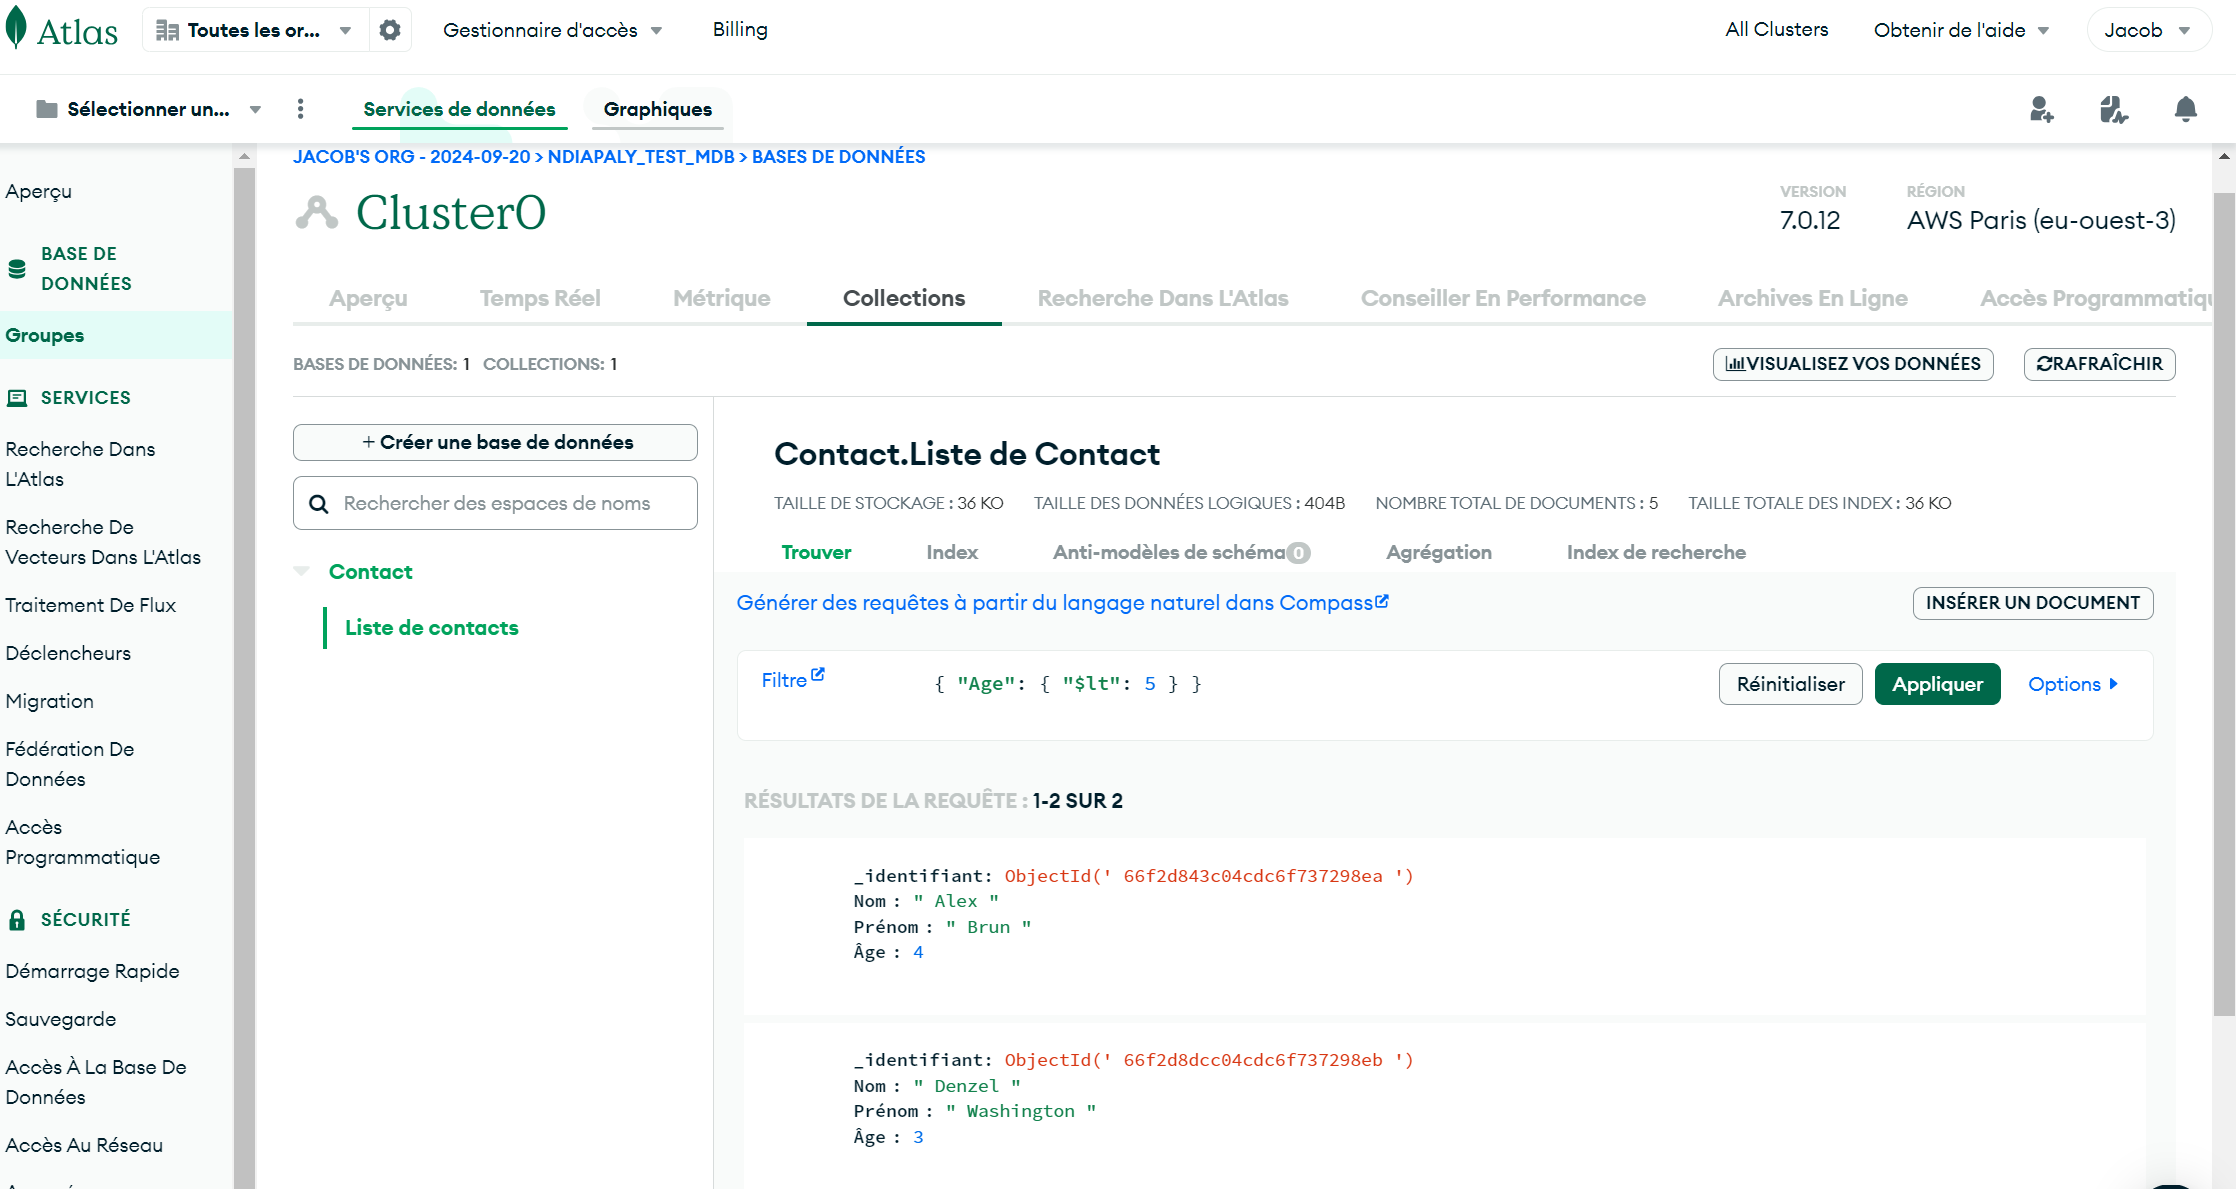 Atlas
Toutes les or...
Gestionnaire d'accès
Billing
All Clusters
Obtenir de l'aide
Jacob
Sélectionner un...
Services de données
Graphiques
JACOB'S ORG - 2024-09-20 > NDIAPALY_TEST_MDB > BASES DE DONNÉES
Cluster0
VERSION
7.0.12
RÉGION
AWS Paris (eu-ouest-3)
Aperçu
Temps Réel
Métrique
Collections
Recherche Dans L'Atlas
Conseiller En Performance
Archives En Ligne
Accès Programmatiqu
BASES DE DONNÉES: 1 COLLECTIONS: 1
VISUALISEZ VOS DONNÉES
RAFRAÎCHIR
Aperçu
BASE DE
DONNÉES
Groupes
SERVICES
Recherche Dans
L'Atlas
Recherche De
Vecteurs Dans L'Atlas
Traitement De Flux
Déclencheurs
Migration
Fédération De
Données
Accès
Programmatique
SÉCURITÉ
Démarrage Rapide
Sauvegarde
Accès À La Base De
Données
Accès Au Réseau
+ Créer une base de données
Rechercher des espaces de noms
Contact
Liste de contacts
Contact.Liste de Contact
TAILLE DE STOCKAGE : 36 KO TAILLE DES DONNÉES LOGIQUES : 404B NOMBRE TOTAL DE DOCUMENTS : 5 TAILLE TOTALE DES INDEX : 36 KO
Trouver
Index
Anti-modèles de schéma 0
Agrégation
Index de recherche
Générer des requêtes à partir du langage naturel dans Compass
INSÉRER UN DOCUMENT
Filtre
{ "Age": { "$lt": 5 } }
Réinitialiser
Appliquer
Options
RÉSULTATS DE LA REQUÊTE : 1-2 SUR 2
_identifiant: ObjectId(' 66f2d843c04cdc6f737298ea ')
Nom : " Alex "
Prénom : " Brun "
Âge : 4
_identifiant: ObjectId(' 66f2d8dcc04cdc6f737298eb ')
Nom : " Denzel "
Prénom : " Washington "
Âge : 3